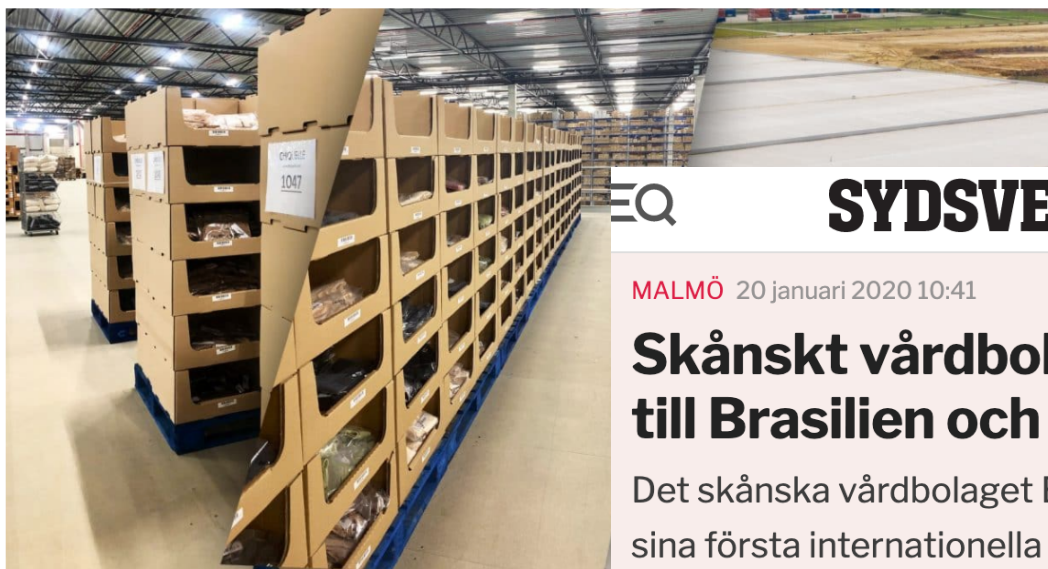 1047
SYDSVE
MALMÖ 20 januari 2020 10:41
Skånskt vårdbol
till Brasilien och
Det skånska vårdbolaget
sina första internationella